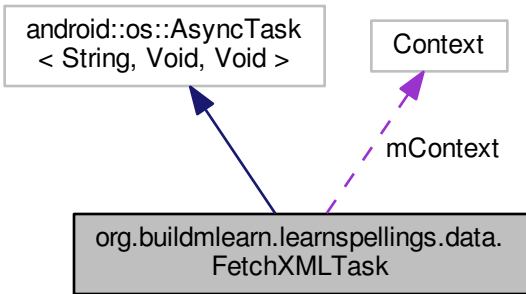 android::os::AsyncTask
< String, Void, Void >
Context
mContext
org.buildmlearn.learnspellings.data.
FetchXMLTask